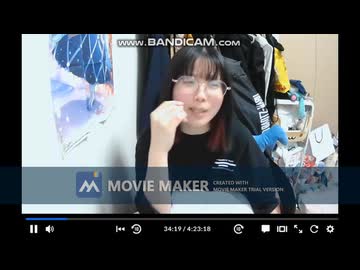 www.BANDICAM.com
MOVIE MAKER
CREATED WITH
MOVIE MAKER TRIAL VERSION
34:19 / 4:23:18